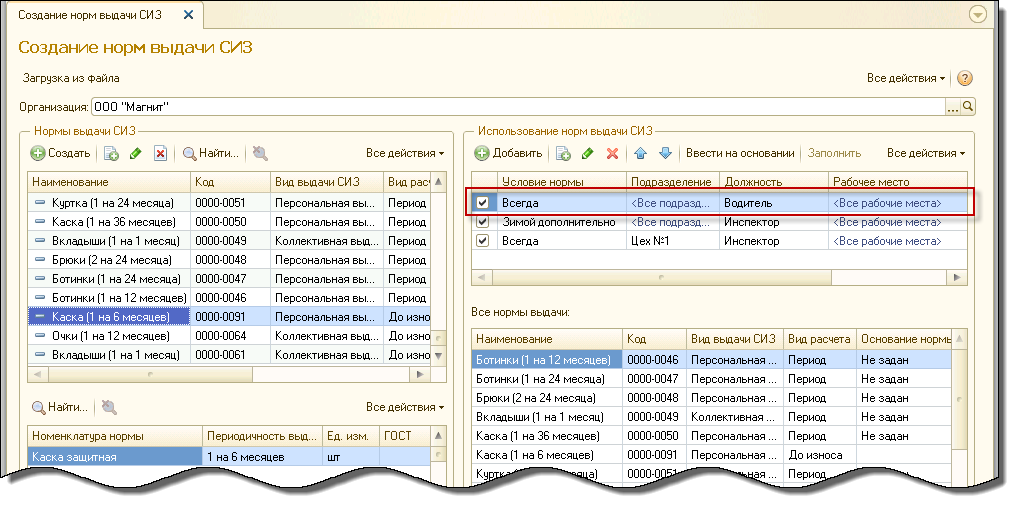 Создание норм выдачи СИЗ
Создание норм выдачи СИЗ
Загрузка из файла
Все действия
Организация: ООО "Магнит"
Нормы выдачи СИЗ
Создать Найти... Все действия
Наименование Код Вид выдачи СИЗ Вид расч
Куртка (1 на 24 месяца) 0000-0051 Персональная вы... Период
Каска (1 на 36 месяцев) 0000-0050 Персональная вы... Период
Вкладыши (1 на 1 месяц) 0000-0049 Коллективная выд... Период
Брюки (2 на 24 месяца) 0000-0048 Персональная вы... Период
Ботинки (1 на 24 месяца) 0000-0047 Персональная вы... Период
Ботинки (1 на 12 месяцев) 0000-0046 Персональная вы... Период
Каска (1 на 6 месяцев) 0000-0091 Персональная вы... До изно
Очки (1 на 12 месяцев) 0000-0064 Коллективная выд... До изно
Вкладыши (1 на 1 месяц) 0000-0061 Коллективная выд... До изно
Найти... Все действия
Номенклатура нормы Периодичность выд... Ед. изм. ГОСТ
Каска защитная 1 на 6 месяцев шт
Использование норм выдачи СИЗ
Добавить Ввести на основании Заполнить Все действия
Условие нормы Подразделение Должность Рабочее место
Всегда <Все подразд... Водитель <Все рабочие места>
Зимой дополнительно <Все подразд... Инспектор <Все рабочие места>
Всегда Цех №1 Инспектор <Все рабочие места>
Все нормы выдачи:
Наименование Код Вид выдачи СИЗ Вид расчета Основание нормы
Ботинки (1 на 12 месяцев) 0000-0046 Персональная ... Период Не задан
Ботинки (1 на 24 месяца) 0000-0047 Персональная ... Период Не задан
Брюки (2 на 24 месяца) 0000-0048 Персональная ... Период Не задан
Вкладыши (1 на 1 месяц) 0000-0049 Коллективная ... Период Не задан
Каска (1 на 36 месяцев) 0000-0050 Персональная ... Период Не задан
Каска (1 на 6 месяцев) 0000-0091 Персональная ... До износа
Куртка (1 на 24 месяца) 0000-0051 Персональная ... Период Не задан